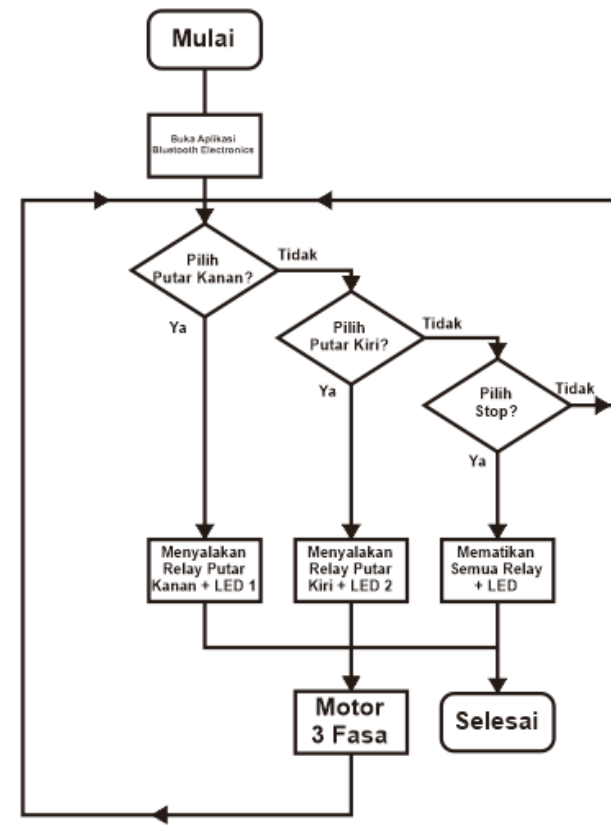 Mulai
Buka Aplikasi
Bluetooth Electronics
Pilih
Putar Kanan?
Tidak
Ya
Pilih
Putar Kiri?
Tidak
Ya
Pilih
Stop?
Tidak
Ya
Menyalakan
Relay Putar
Kanan + LED 1
Menyalakan
Relay Putar
Kiri + LED 2
Mematikan
Semua Relay
+ LED
Motor
3 Fasa
Selesai